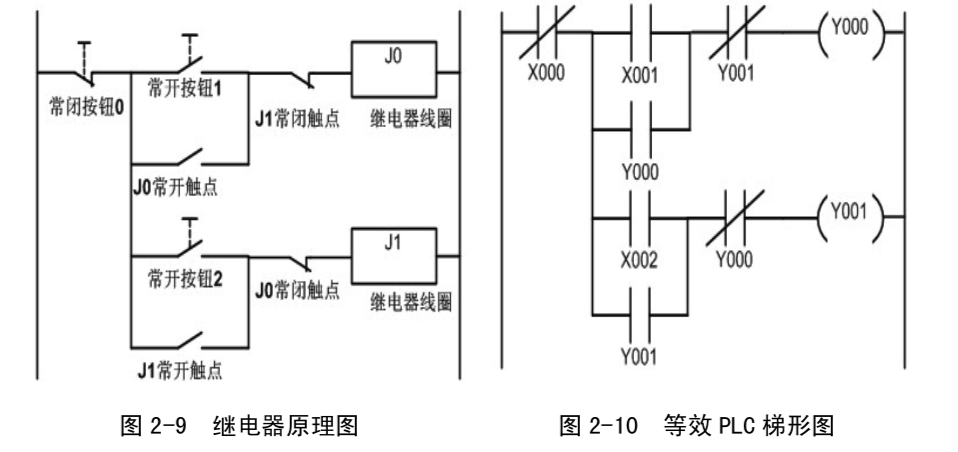 J0
常闭按钮0
常开按钮1
J1常闭触点
继电器线圈
J0常开触点
J1
常开按钮2
J0常闭触点
继电器线圈
J1常开触点
图 2-9 继电器原理图
Y000
X000
X001
Y001
Y000
Y001
X002
Y000
Y001
图 2-10 等效 PLC 梯形图